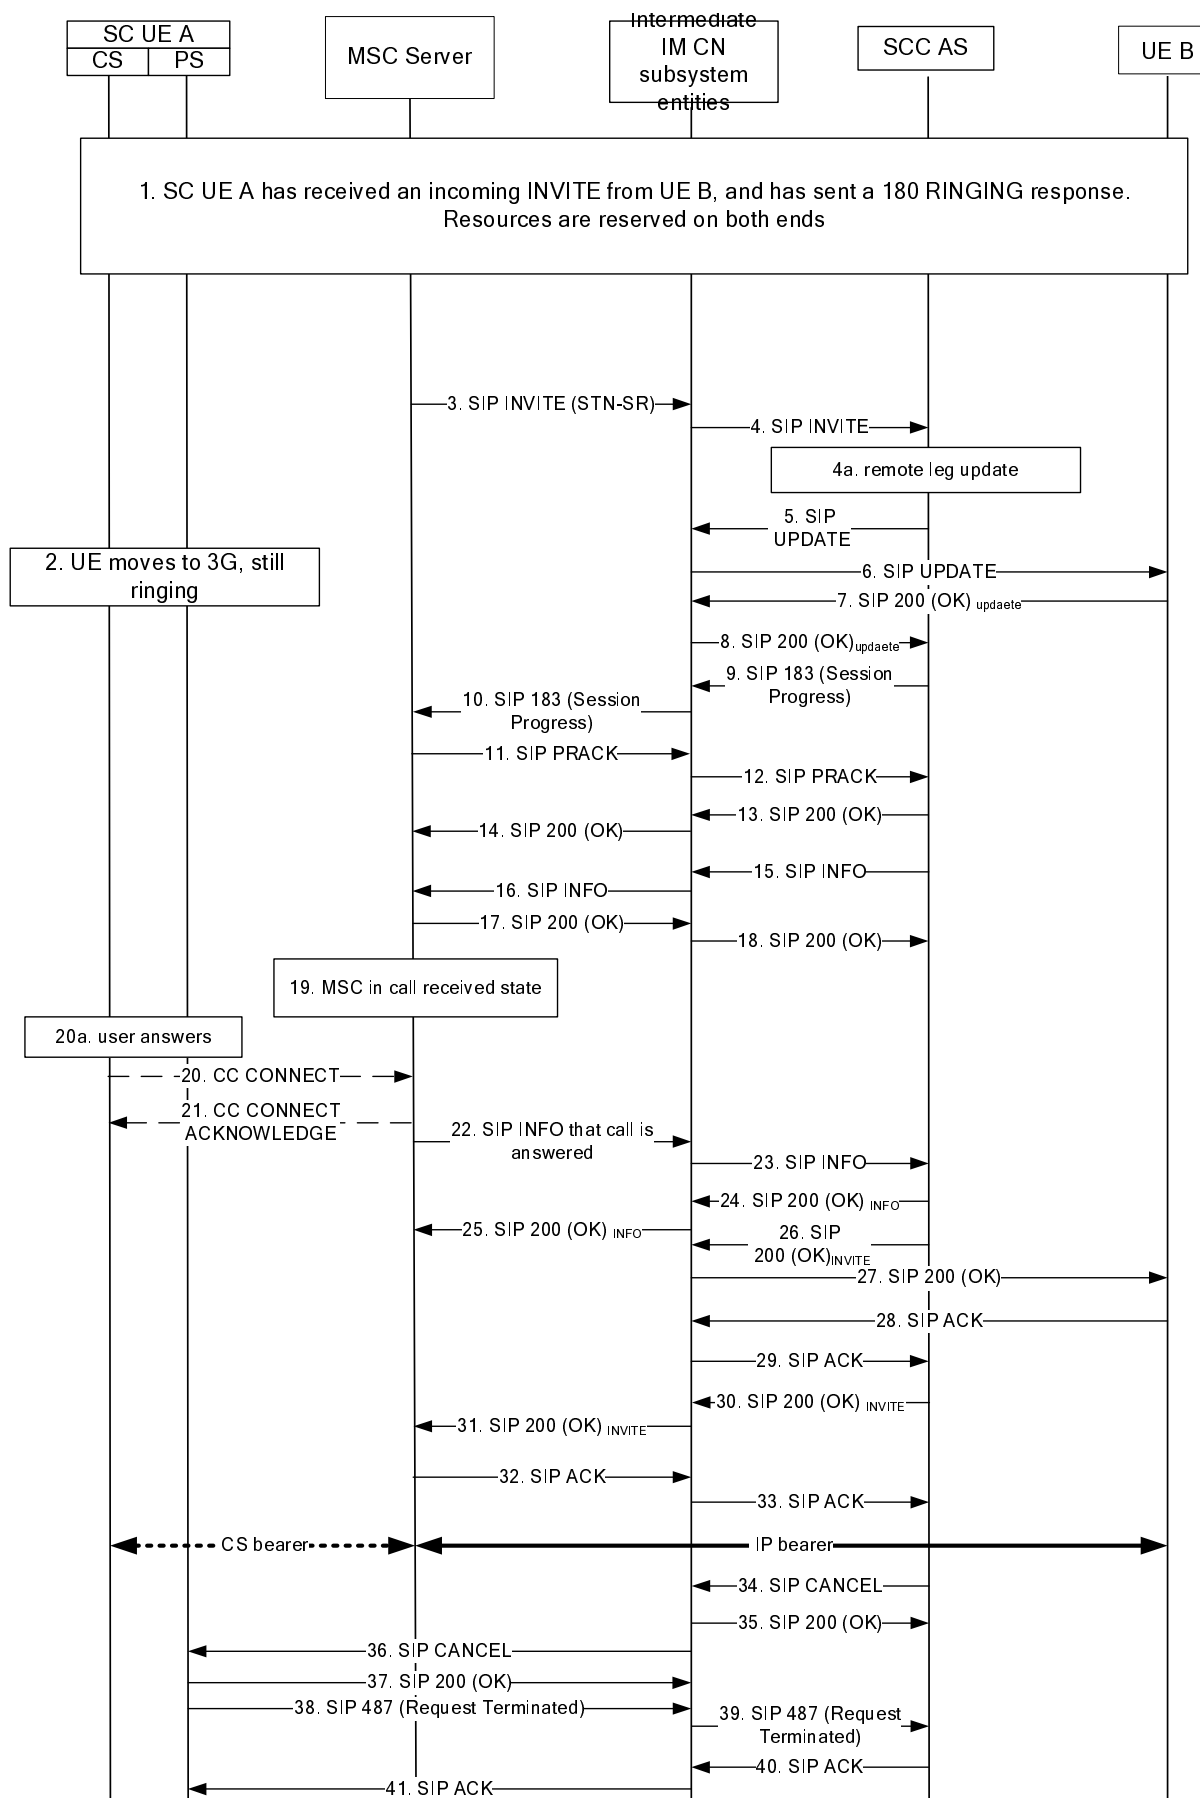 SC UE A
CS
PS
MSC Server
Intermediate
IM CN
subsystem
entities
SCC AS
UE B
1. SC UE A has received an incoming INVITE from UE B, and has sent a 180 RINGING response.
Resources are reserved on both ends
3. SIP INVITE (STN-SR)
4. SIP INVITE
4a. remote leg update
5. SIP
UPDATE
2. UE moves to 3G, still
ringing
6. SIP UPDATE
7. SIP 200 (OK) updaete
8. SIP 200 (OK)updaete
9. SIP 183 (Session
Progress)
10. SIP 183 (Session
Progress)
11. SIP PRACK
12. SIP PRACK
13. SIP 200 (OK)
14. SIP 200 (OK)
15. SIP INFO
16. SIP INFO
17. SIP 200 (OK)
18. SIP 200 (OK)
19. MSC in call received state
20a. user answers
20. CC CONNECT
21. CC CONNECT
ACKNOWLEDGE
22. SIP INFO that call is
answered
23. SIP INFO
24. SIP 200 (OK) INFO
25. SIP 200 (OK) INFO
26. SIP
200 (OK)INVITE
27. SIP 200 (OK)
28. SIP ACK
29. SIP ACK
30. SIP 200 (OK) INVITE
31. SIP 200 (OK) INVITE
32. SIP ACK
33. SIP ACK
CS bearer
IP bearer
34. SIP CANCEL
35. SIP 200 (OK)
36. SIP CANCEL
37. SIP 200 (OK)
38. SIP 487 (Request Terminated)
39. SIP 487 (Request
Terminated)
40. SIP ACK
41. SIP ACK